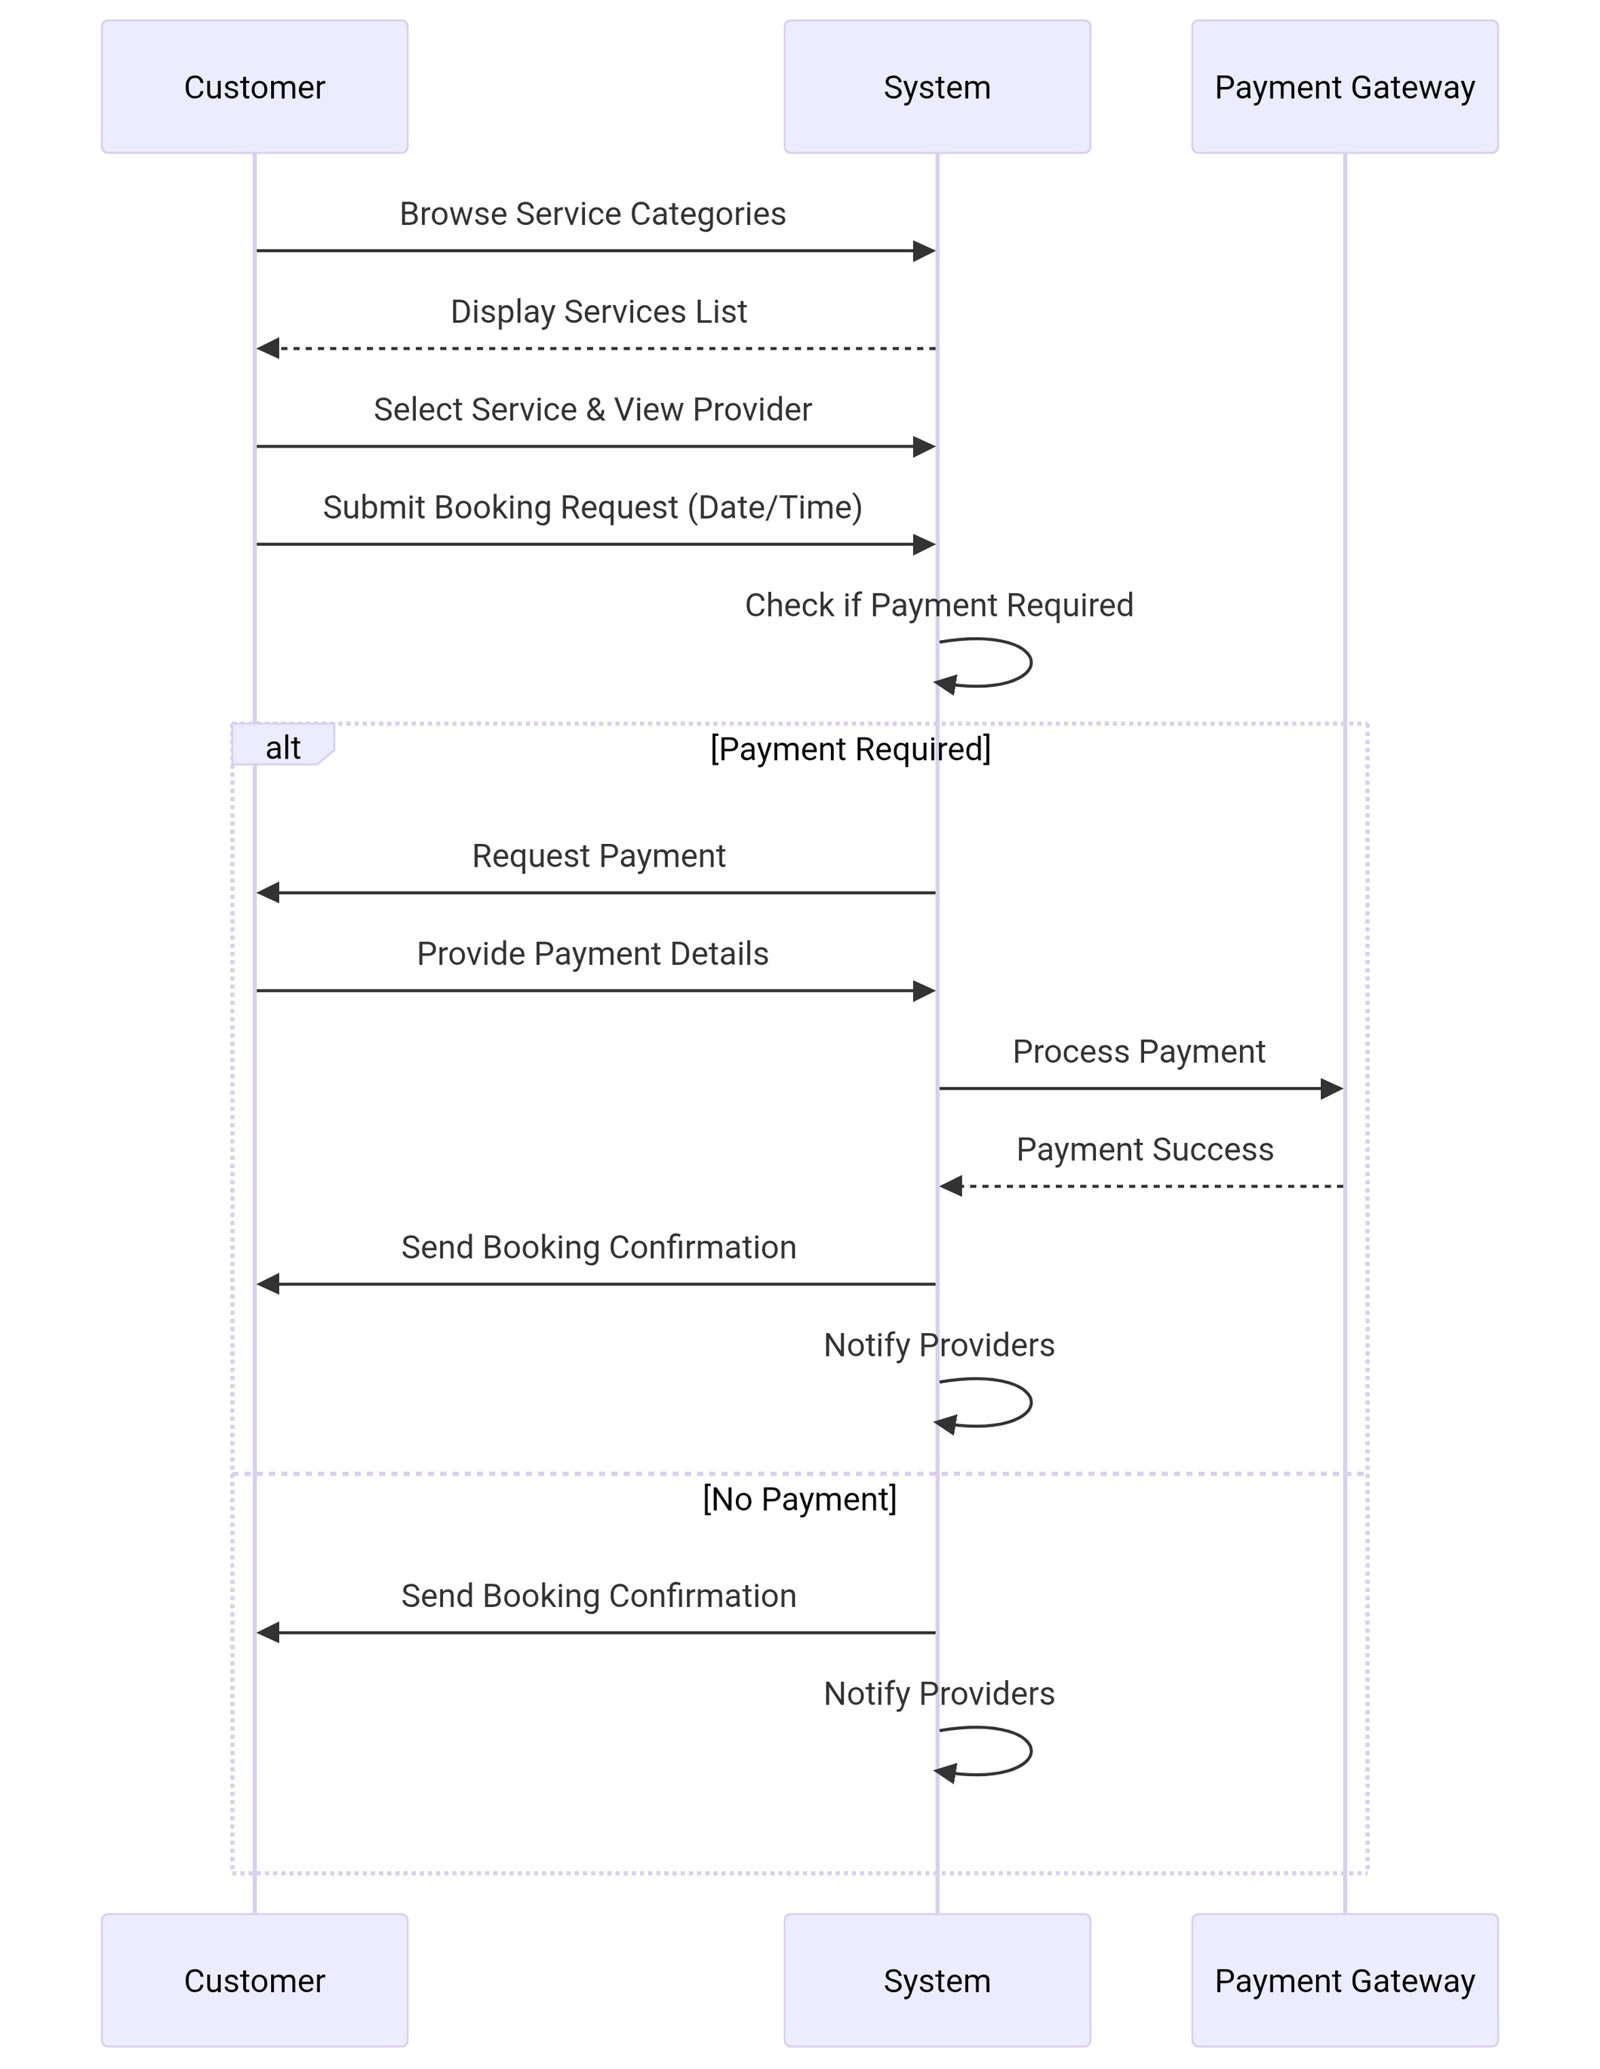 Customer
System
Payment Gateway
Browse Service Categories
Display Services List
Select Service & View Provider
Submit Booking Request (Date/Time)
Check if Payment Required
alt
[Payment Required]
Request Payment
Provide Payment Details
Process Payment
Payment Success
Send Booking Confirmation
Notify Providers
[No Payment]
Send Booking Confirmation
Notify Providers
Customer
System
Payment Gateway